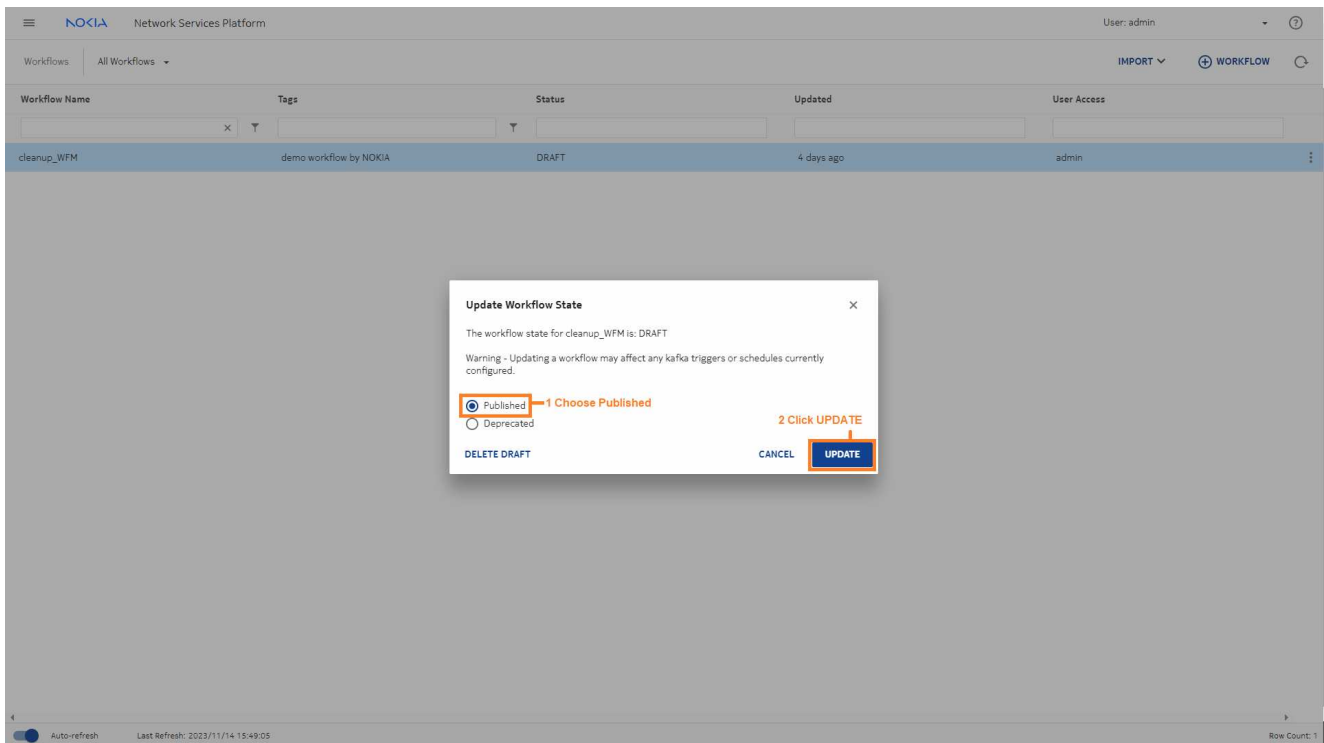 NOKIA Network Services Platform User: admin
Workflows All Workflows IMPORT WORKFLOW
Workflow Name Tags Status Updated User Access
cleanup_WFM demo workflow by NOKIA DRAFT 4 days ago admin
Update Workflow State
The workflow state for cleanup_WFM is: DRAFT
Warning - Updating a workflow may affect any kafka triggers or schedules currently
configured.
Published 1 Choose Published
Deprecated 2 Click UPDATE
DELETE DRAFT CANCEL UPDATE
Auto-refresh Last Refresh: 2023/11/14 15:49:05 Row Count: 1